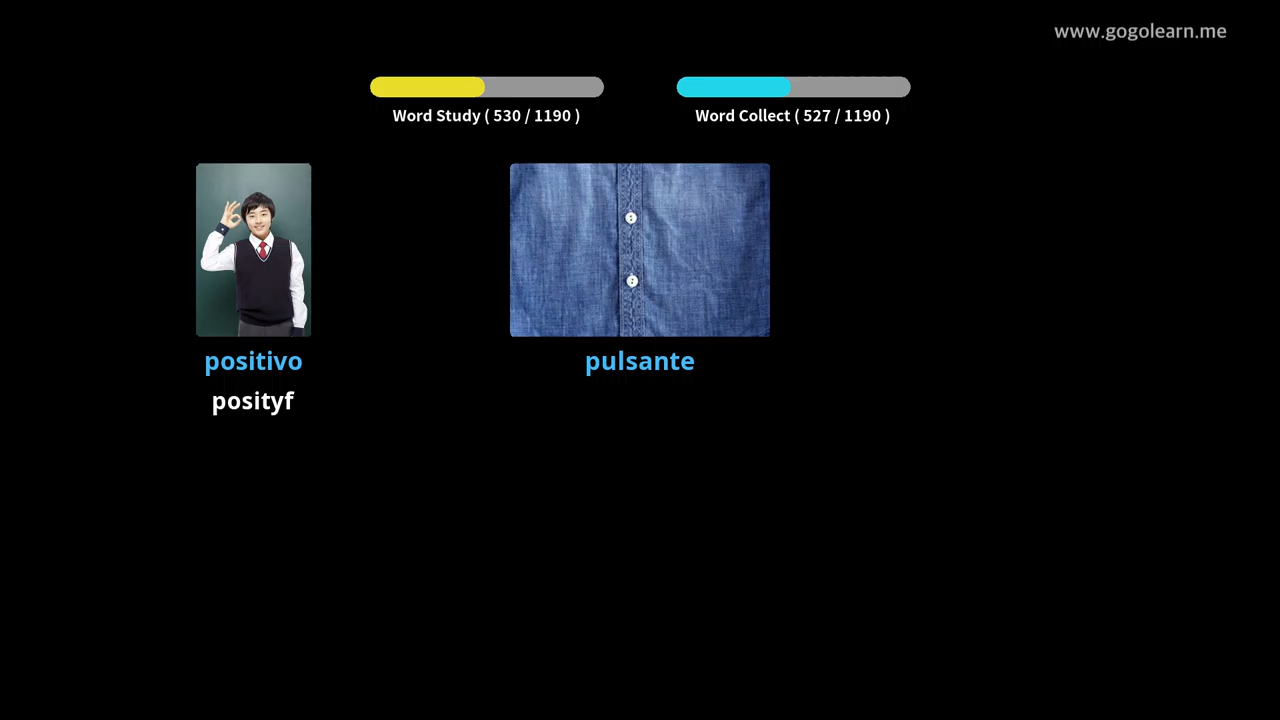 www.gogolearn.me
Word Study ( 530 / 1190 )
Word Collect ( 527 / 1190 )
positivo
pulsante
posityf